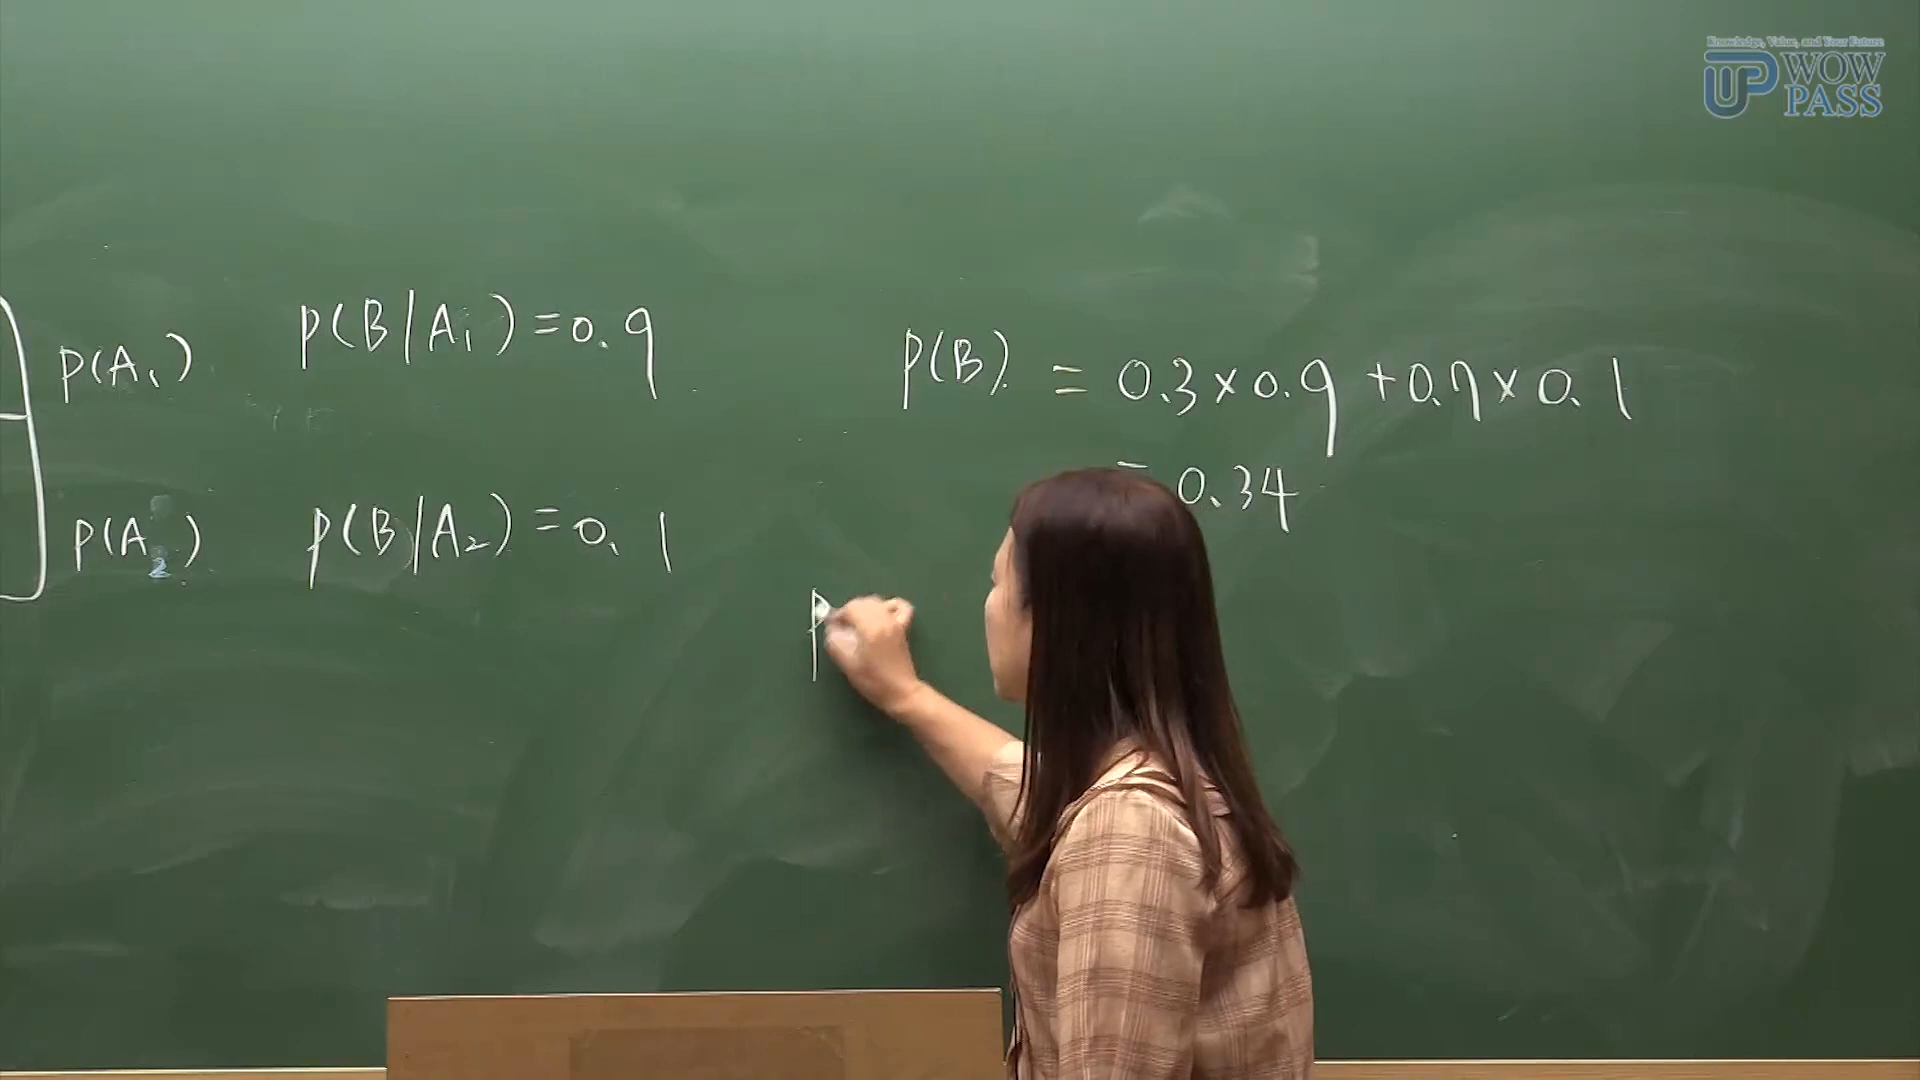 Knowledge, Value, and Your Future
UP WOW PASS
P(A₁) P(B|A₁) = 0.9
P(B) = 0.3 × 0.9 + 0.7 × 0.1
= 0.34
P(A₂) P(B|A₂) = 0.1
P